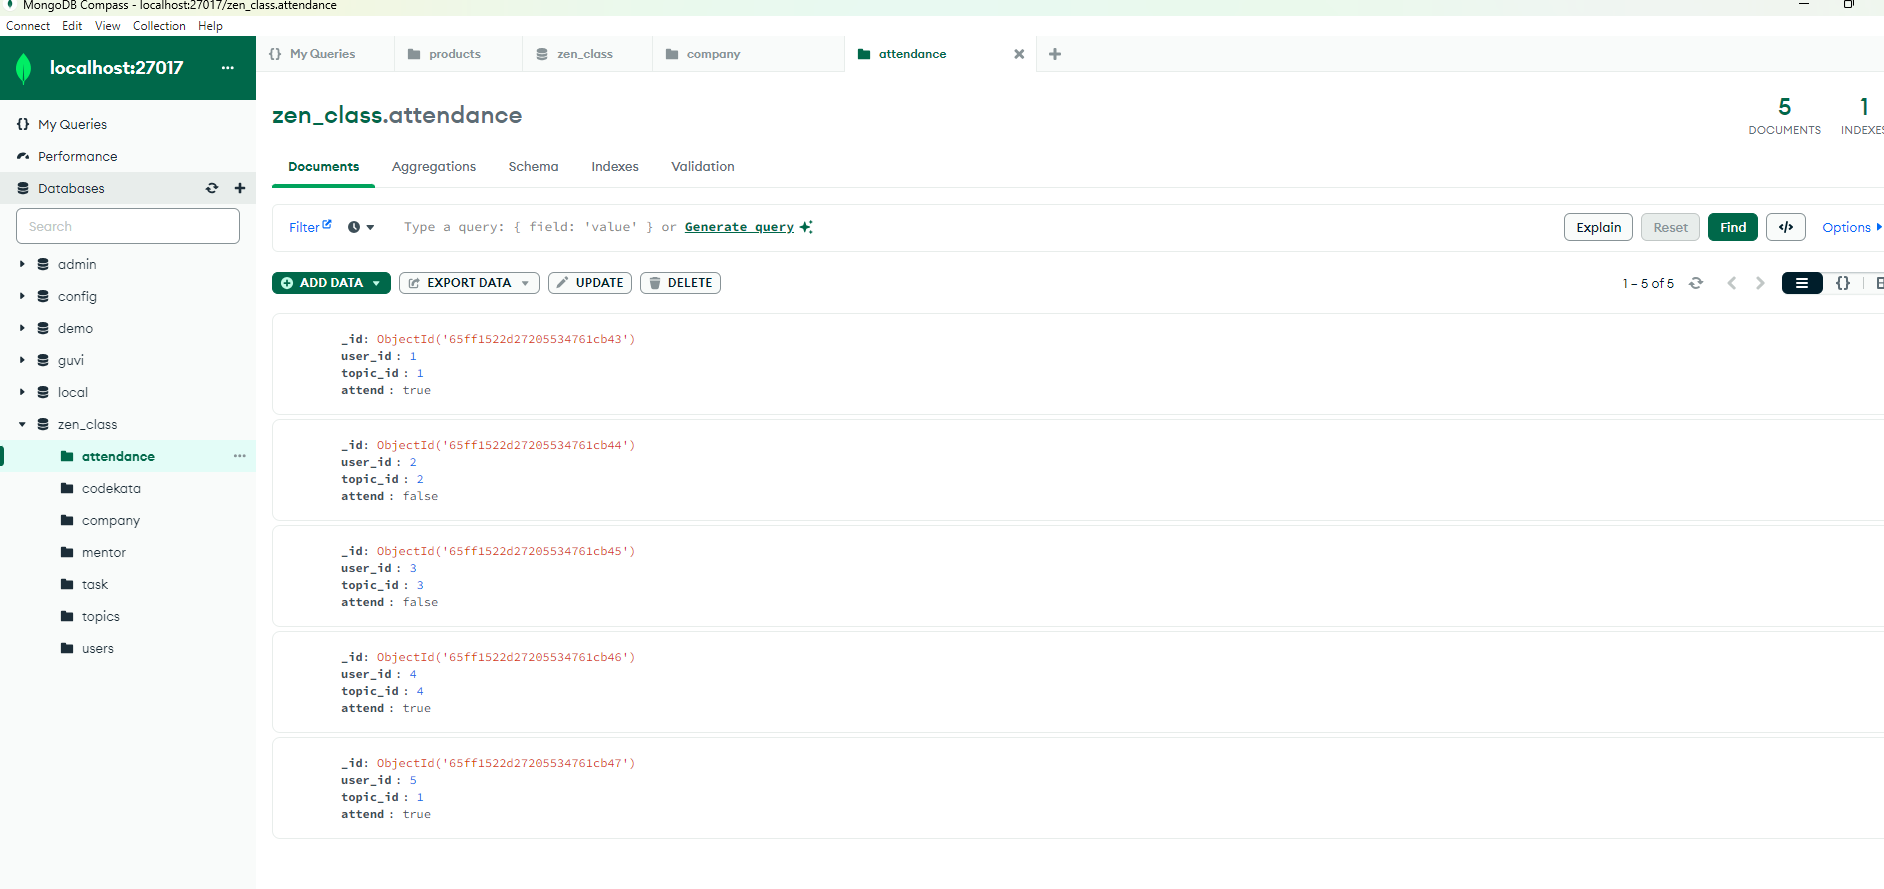 MongoDB Compass - localhost:27017/zen_class.attendance
Connect Edit View Collection Help
localhost:27017 ...
{} My Queries products zen_class company attendance
My Queries
Performance
Databases
Search
admin
config
demo
guvi
local
zen_class
attendance ...
codekata
company
mentor
task
topics
users
zen_class.attendance
5 DOCUMENTS
1 INDEXES
Documents Aggregations Schema Indexes Validation
Filter Type a query: { field: 'value' } or Generate query Explain Reset Find </> Options
ADD DATA EXPORT DATA UPDATE DELETE 1 – 5 of 5 {}
_id: ObjectId('65ff1522d27205534761cb43')
user_id : 1
topic_id : 1
attend : true
_id: ObjectId('65ff1522d27205534761cb44')
user_id : 2
topic_id : 2
attend : false
_id: ObjectId('65ff1522d27205534761cb45')
user_id : 3
topic_id : 3
attend : false
_id: ObjectId('65ff1522d27205534761cb46')
user_id : 4
topic_id : 4
attend : true
_id: ObjectId('65ff1522d27205534761cb47')
user_id : 5
topic_id : 1
attend : true